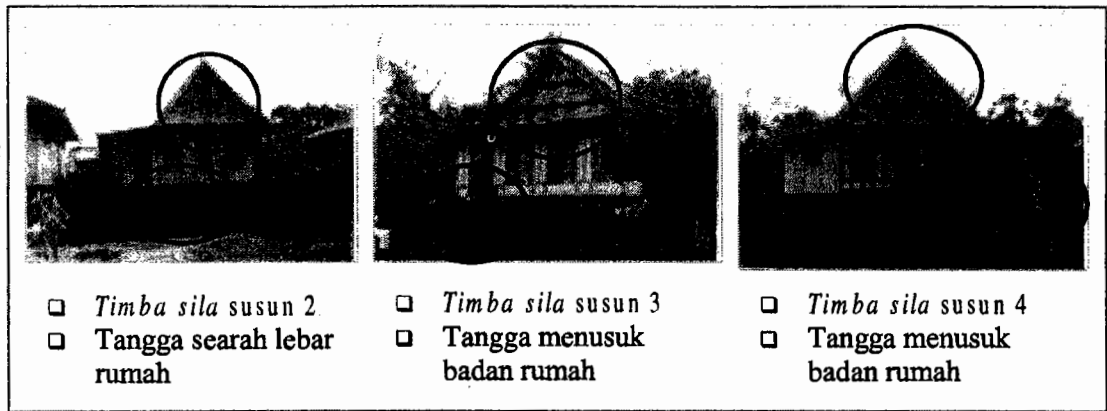 ❑ Timba sila susun 2
❑ Tangga searah lebar
rumah
❑ Timba sila susun 3
❑ Tangga menusuk
badan rumah
❑ Timba sila susun 4
❑ Tangga menusuk
badan rumah